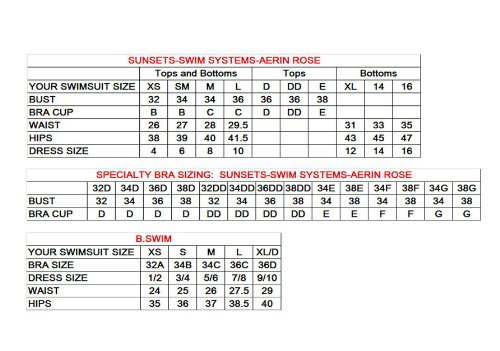 SUNSETS-SWIM SYSTEMS-AERIN ROSE
Tops and Bottoms Tops Bottoms
YOUR SWIMSUIT SIZE XS SM M L D DD E XL 14 16
BUST 32 34 34 36 36 36 38
BRA CUP B B C C D DD E
WAIST 26 27 28 29.5 31 33 35
HIPS 38 39 40 41.5 43 45 47
DRESS SIZE 4 6 8 10 12 14 16
SPECIALTY BRA SIZING: SUNSETS-SWIM SYSTEMS-AERIN ROSE
32D 34D 36D 38D 32DD 34DD 36DD 38DD 34E 38E 34F 38F 34G 38G
BUST 32 34 36 38 32 34 36 38 34 38 34 38 34 38
BRA CUP D D D D DD DD DD DD E E F F G G
B.SWIM
YOUR SWIMSUIT SIZE XS S M L XL/D
BRA SIZE 32A 34B 34C 36C 36D
DRESS SIZE 1/2 3/4 5/6 7/8 9/10
WAIST 24 25 26 27.5 29
HIPS 35 36 37 38.5 40